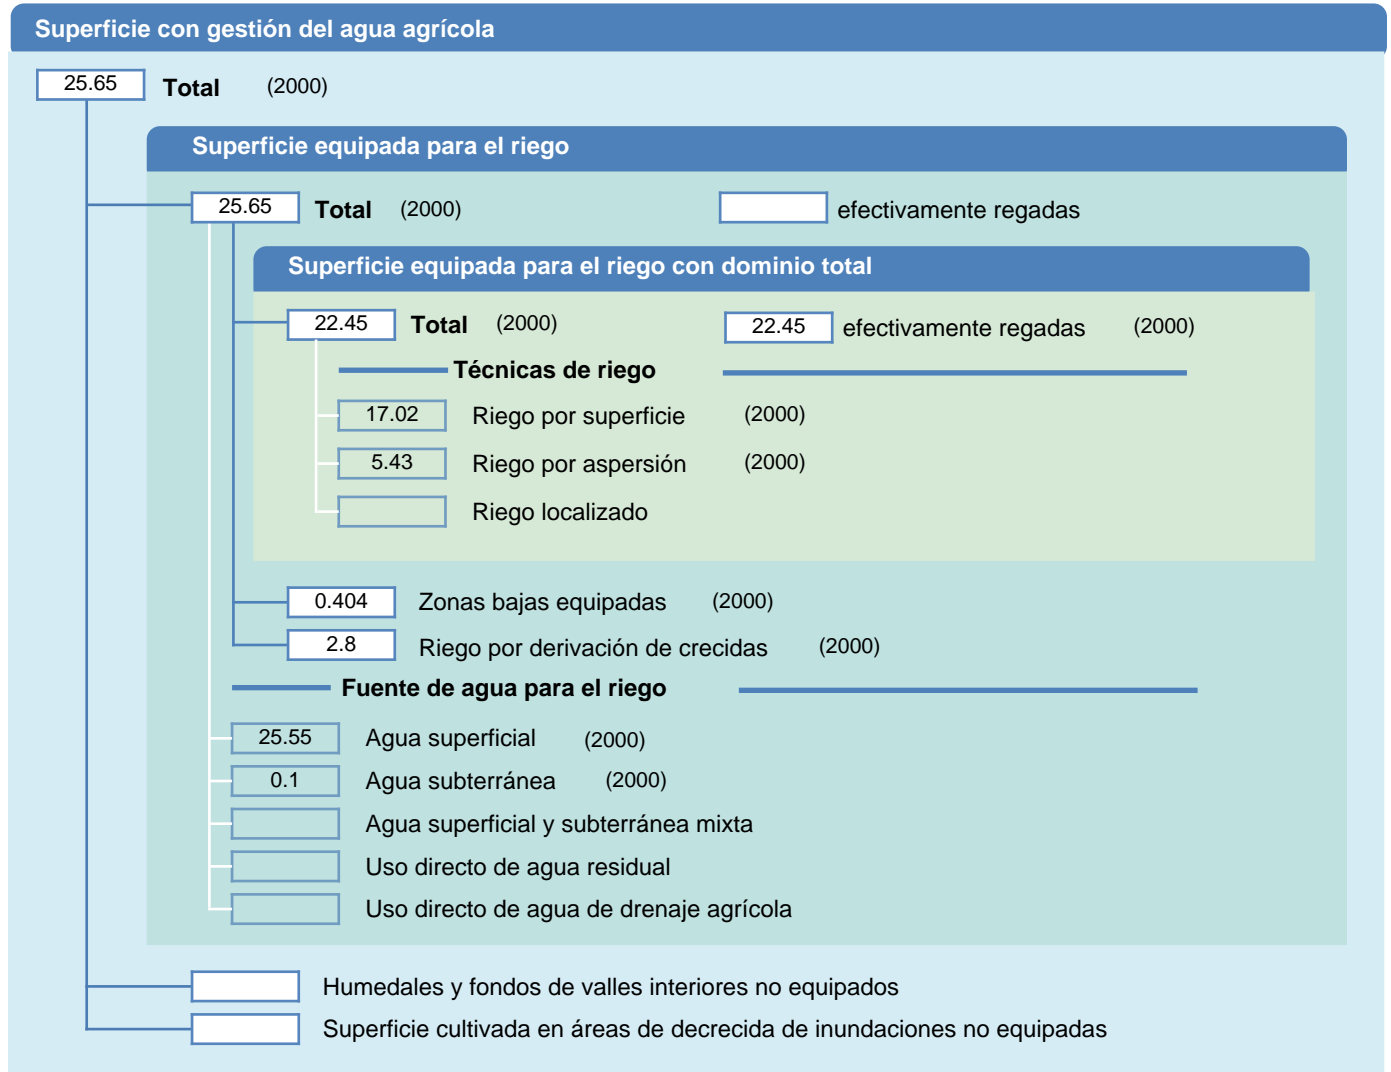 Superficie con gestión del agua agrícola
25.65 Total (2000)
Superficie equipada para el riego
25.65 Total (2000) efectivamente regadas
Superficie equipada para el riego con dominio total
22.45 Total (2000) 22.45 efectivamente regadas (2000)
Técnicas de riego
17.02 Riego por superficie (2000)
5.43 Riego por aspersión (2000)
Riego localizado
0.404 Zonas bajas equipadas (2000)
2.8 Riego por derivación de crecidas (2000)
Fuente de agua para el riego
25.55 Agua superficial (2000)
0.1 Agua subterránea (2000)
Agua superficial y subterránea mixta
Uso directo de agua residual
Uso directo de agua de drenaje agrícola
Humedales y fondos de valles interiores no equipados
Superficie cultivada en áreas de decrecida de inundaciones no equipadas